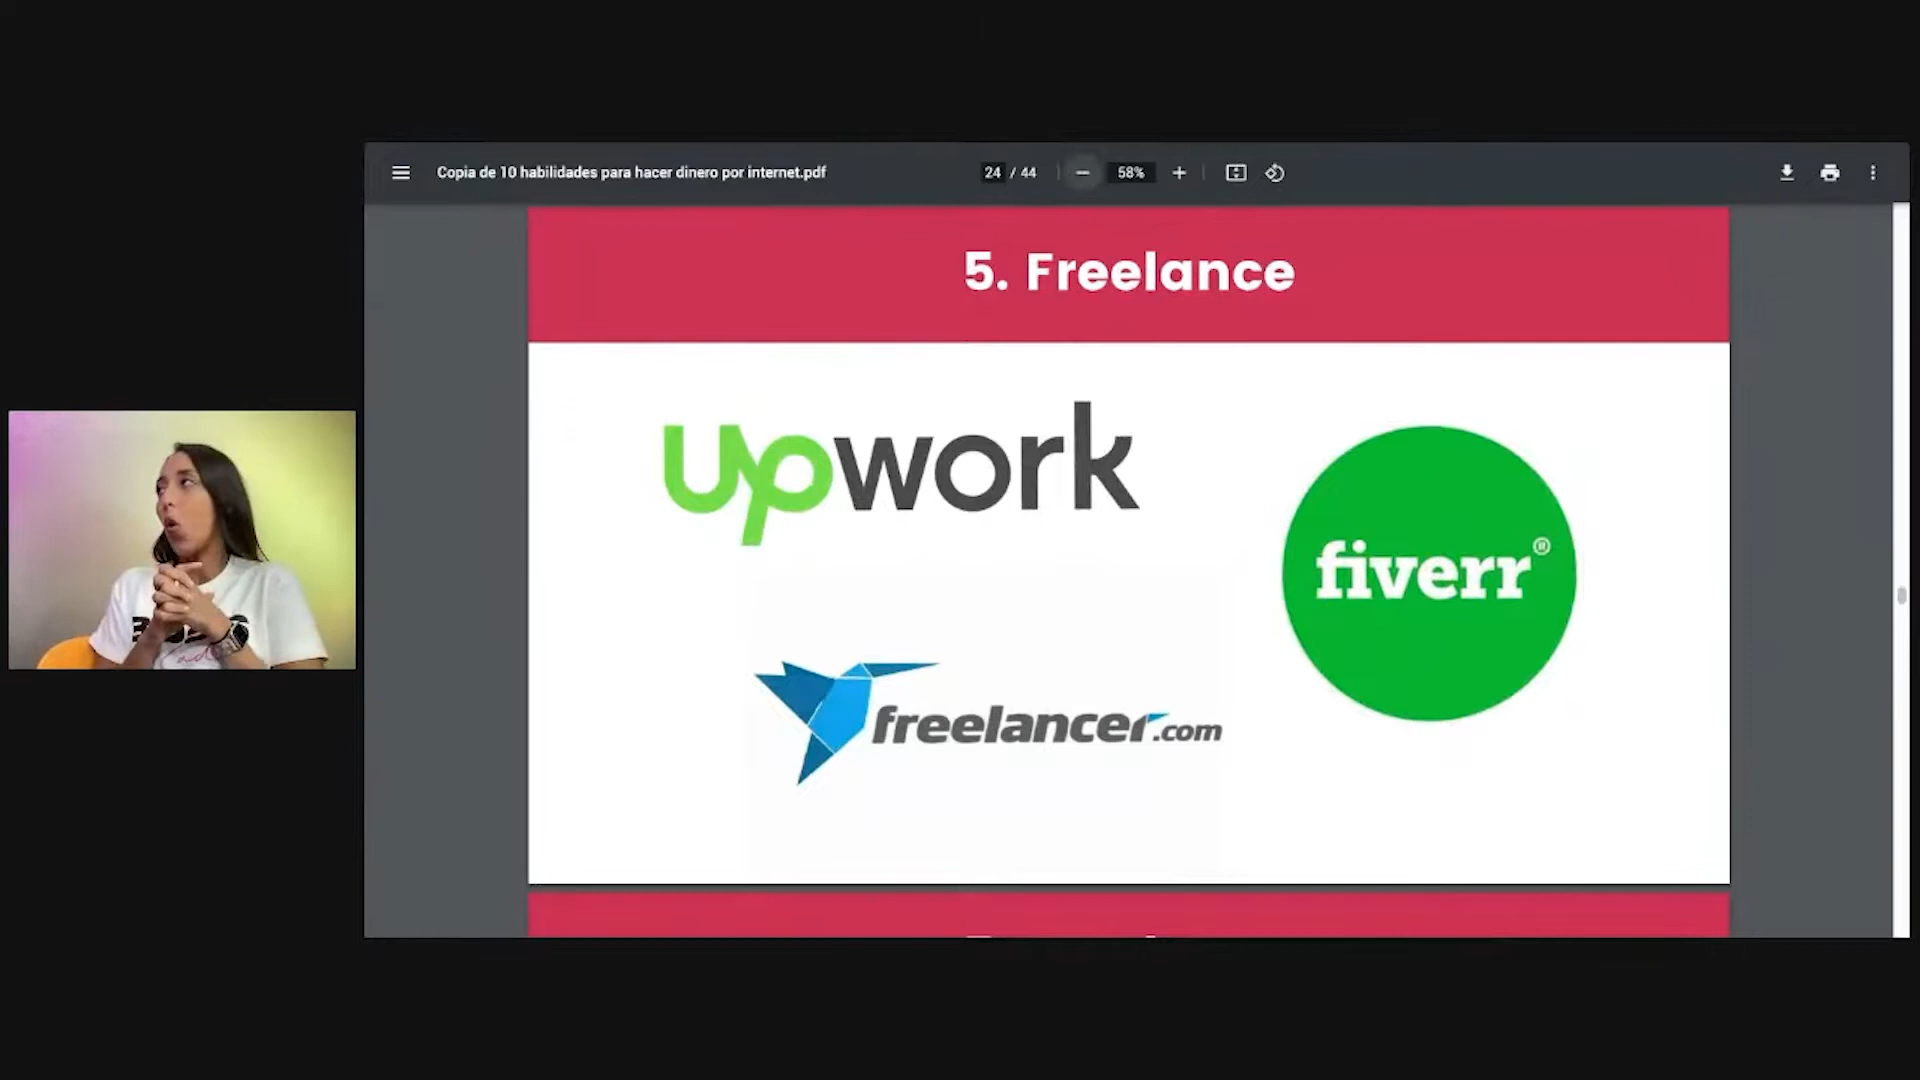 Copia de 10 habilidades para hacer dinero por internet.pdf
24 / 44
58%
5. Freelance
upwork
fiverr®
freelancer.com